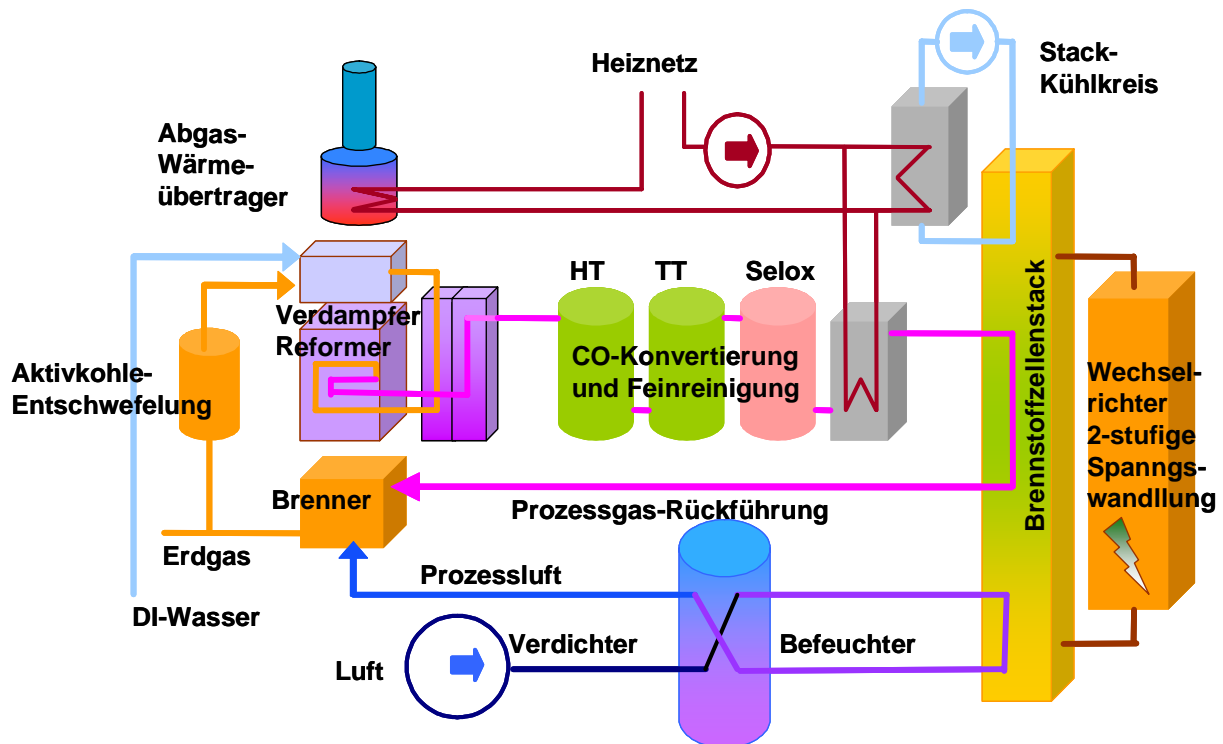 Heiznetz
Stack-
Kühlkreis
Abgas-
Wärme-
übertrager
HT
TT
Selox
Verdampfer
Reformer
CO-Konvertierung
und Feinreinigung
Aktivkohle-
Entschwefelung
Brennstoffzellenstack
Wechsel-
richter
2-stufige
Spanngs-
wandllung
Brenner
Prozessgas-Rückführung
Erdgas
Prozessluft
DI-Wasser
Verdichter
Befeuchter
Luft